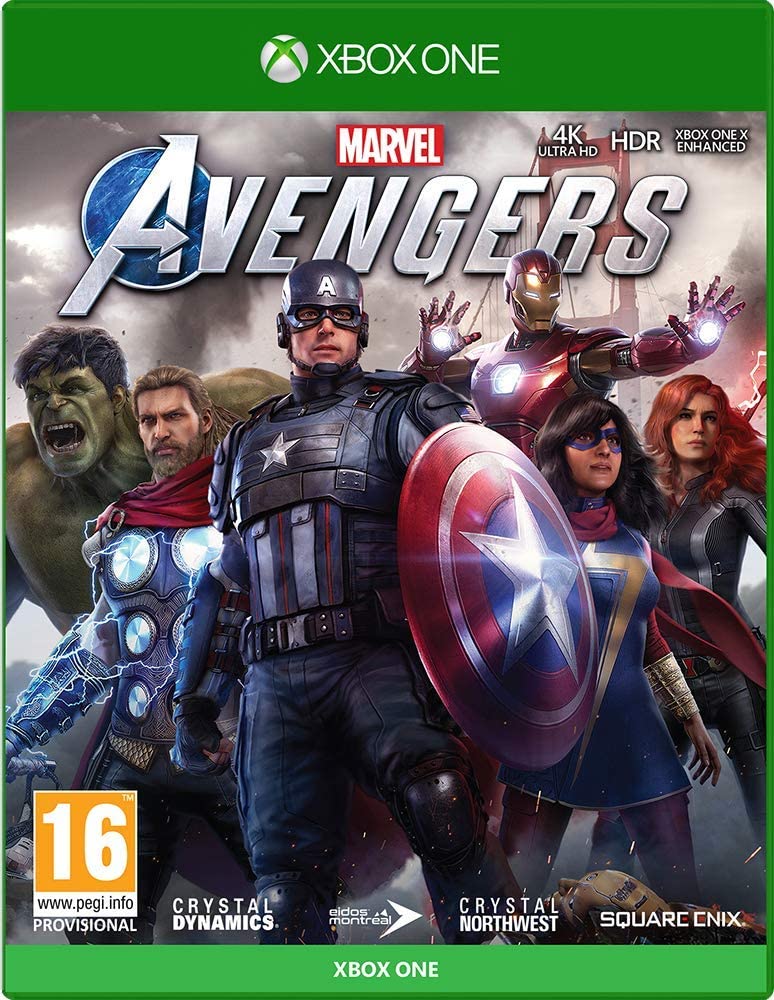 XBOX ONE
MARVEL
4K
ULTRA HD
HDR
XBOX ONE X
ENHANCED
AVENGERS
A
16™
www.pegi.info
PROVISIONAL
CRYSTAL
DYNAMICS
eidos
montréal
CRYSTAL
NORTHWEST
SQUARE ENIX.
XBOX ONE